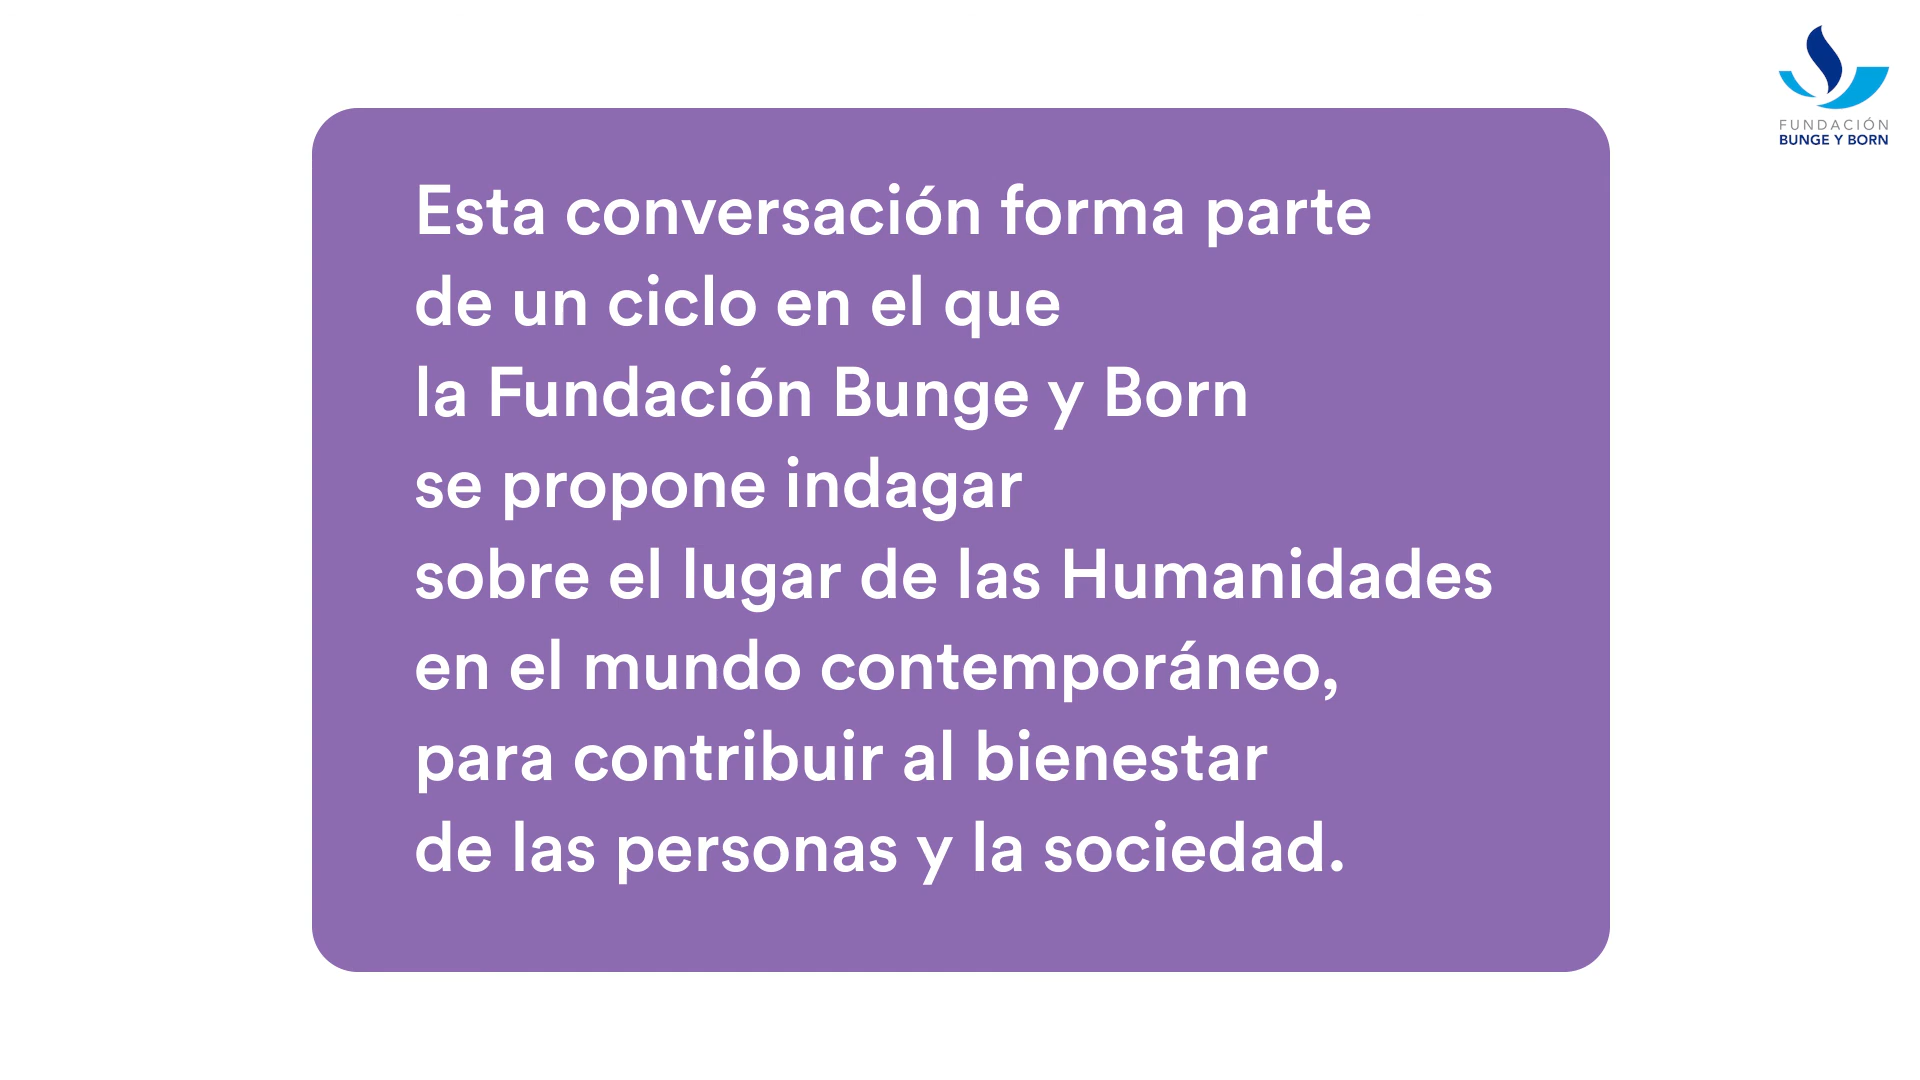 FUNDACIÓN
BUNGE Y BORN
Esta conversación forma parte
de un ciclo en el que
la Fundación Bunge y Born
se propone indagar
sobre el lugar de las Humanidades
en el mundo contemporáneo,
para contribuir al bienestar
de las personas y la sociedad.